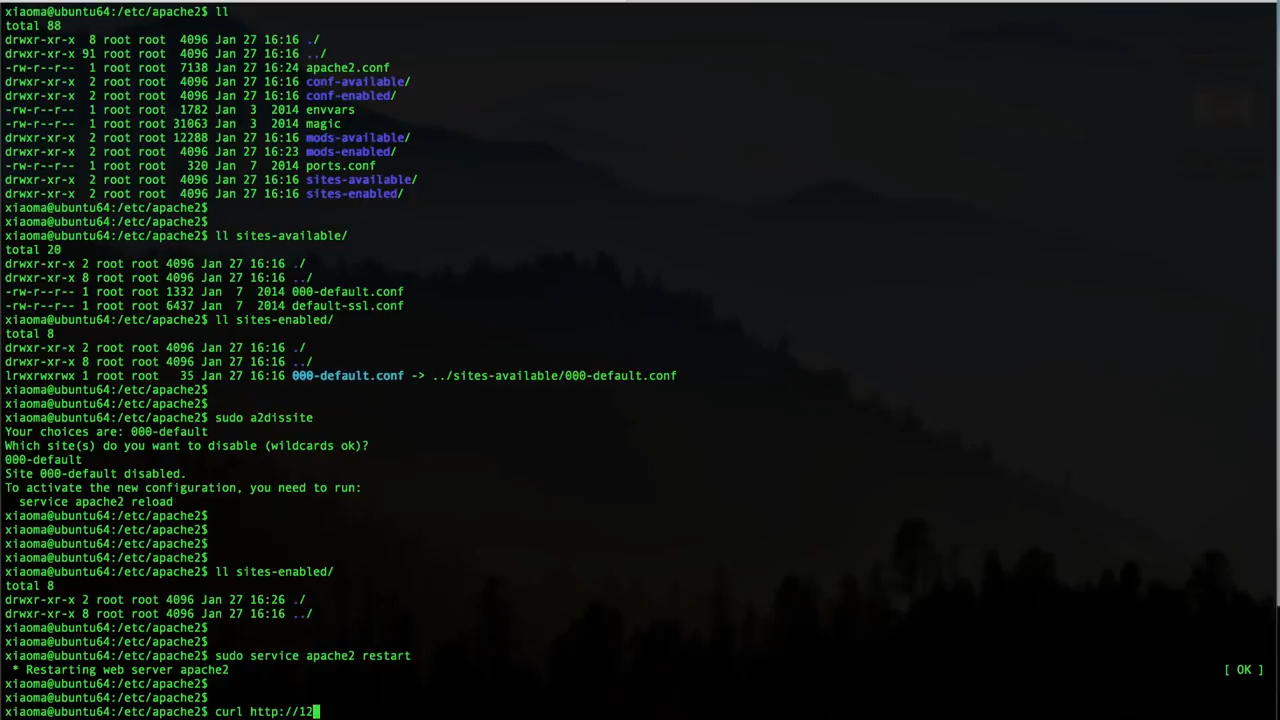 xiaoma@ubuntu64:/etc/apache2$ ll
total 88
drwxr-xr-x  8 root root  4096 Jan 27 16:16 ./
drwxr-xr-x 91 root root  4096 Jan 27 16:16 ../
-rw-r--r--  1 root root  7138 Jan 27 16:24 apache2.conf
drwxr-xr-x  2 root root  4096 Jan 27 16:16 conf-available/
drwxr-xr-x  2 root root  4096 Jan 27 16:16 conf-enabled/
-rw-r--r--  1 root root  1782 Jan  3  2014 envvars
-rw-r--r--  1 root root 31063 Jan  3  2014 magic
drwxr-xr-x  2 root root 12288 Jan 27 16:16 mods-available/
drwxr-xr-x  2 root root  4096 Jan 27 16:23 mods-enabled/
-rw-r--r--  1 root root   320 Jan  7  2014 ports.conf
drwxr-xr-x  2 root root  4096 Jan 27 16:16 sites-available/
drwxr-xr-x  2 root root  4096 Jan 27 16:16 sites-enabled/
xiaoma@ubuntu64:/etc/apache2$
xiaoma@ubuntu64:/etc/apache2$
xiaoma@ubuntu64:/etc/apache2$ ll sites-available/
total 20
drwxr-xr-x 2 root root 4096 Jan 27 16:16 ./
drwxr-xr-x 8 root root 4096 Jan 27 16:16 ../
-rw-r--r-- 1 root root 1332 Jan  7  2014 000-default.conf
-rw-r--r-- 1 root root 6437 Jan  7  2014 default-ssl.conf
xiaoma@ubuntu64:/etc/apache2$ ll sites-enabled/
total 8
drwxr-xr-x 2 root root 4096 Jan 27 16:16 ./
drwxr-xr-x 8 root root 4096 Jan 27 16:16 ../
lrwxrwxrwx 1 root root   35 Jan 27 16:16 000-default.conf -> ../sites-available/000-default.conf
xiaoma@ubuntu64:/etc/apache2$
xiaoma@ubuntu64:/etc/apache2$
xiaoma@ubuntu64:/etc/apache2$ sudo a2dissite
Your choices are: 000-default
Which site(s) do you want to disable (wildcards ok)?
000-default
Site 000-default disabled.
To activate the new configuration, you need to run:
  service apache2 reload
xiaoma@ubuntu64:/etc/apache2$
xiaoma@ubuntu64:/etc/apache2$
xiaoma@ubuntu64:/etc/apache2$
xiaoma@ubuntu64:/etc/apache2$
xiaoma@ubuntu64:/etc/apache2$ ll sites-enabled/
total 8
drwxr-xr-x 2 root root 4096 Jan 27 16:26 ./
drwxr-xr-x 8 root root 4096 Jan 27 16:16 ../
xiaoma@ubuntu64:/etc/apache2$
xiaoma@ubuntu64:/etc/apache2$
xiaoma@ubuntu64:/etc/apache2$ sudo service apache2 restart
 * Restarting web server apache2 [ OK ]
xiaoma@ubuntu64:/etc/apache2$
xiaoma@ubuntu64:/etc/apache2$
xiaoma@ubuntu64:/etc/apache2$ curl http://12